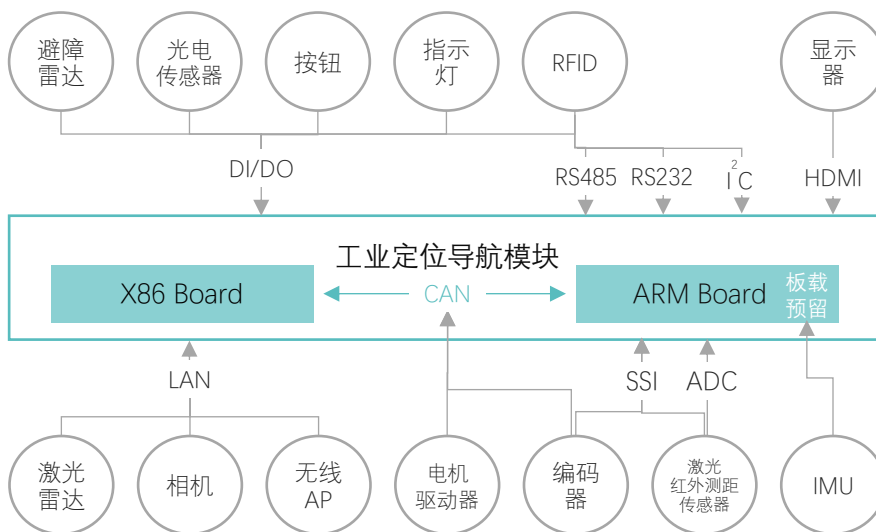 避障
雷达
光电
传感器
按钮
指示
灯
RFID
显示
器
DI/DO
RS485
RS232
I²C
HDMI
工业定位导航模块
X86 Board
CAN
ARM Board
板载
预留
LAN
SSI
ADC
激光
雷达
相机
无线
AP
电机
驱动器
编码
器
激光
红外测距
传感器
IMU